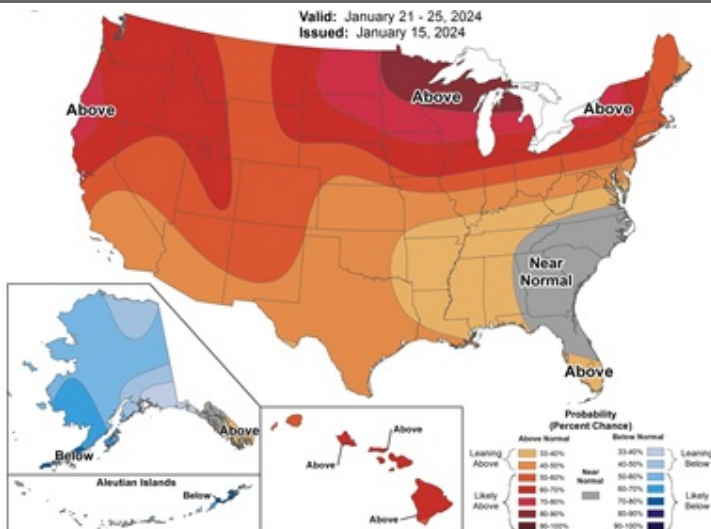 Valid: January 21 - 25, 2024
Issued: January 15, 2024
Above
Above
Above
Near
Normal
Above
Below
Above
Aleutian Islands
Below
Above
Above
Above
Probability
(Percent Chance)
Above Normal
Below Normal
Leaning
Above
Likely
Above
33-40%
40-50%
50-60%
60-70%
70-80%
80-90%
90-100%
Near
Normal
33-40%
40-50%
50-60%
60-70%
70-80%
80-90%
90-100%
Leaning
Below
Likely
Below